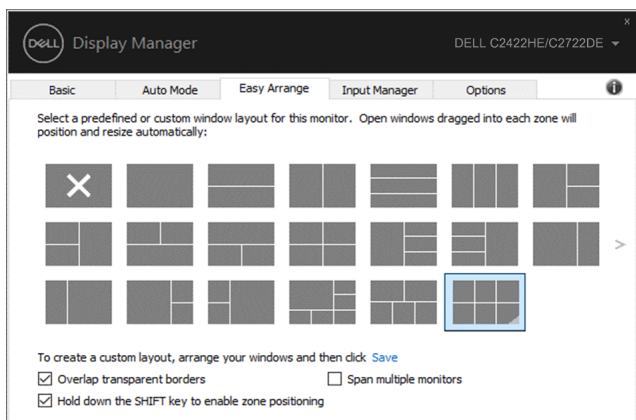 x
DELL Display Manager DELL C2422HE/C2722DE
Basic Auto Mode Easy Arrange Input Manager Options
Select a predefined or custom window layout for this monitor. Open windows dragged into each zone will
position and resize automatically:
To create a custom layout, arrange your windows and then click Save
Overlap transparent borders Span multiple monitors
Hold down the SHIFT key to enable zone positioning